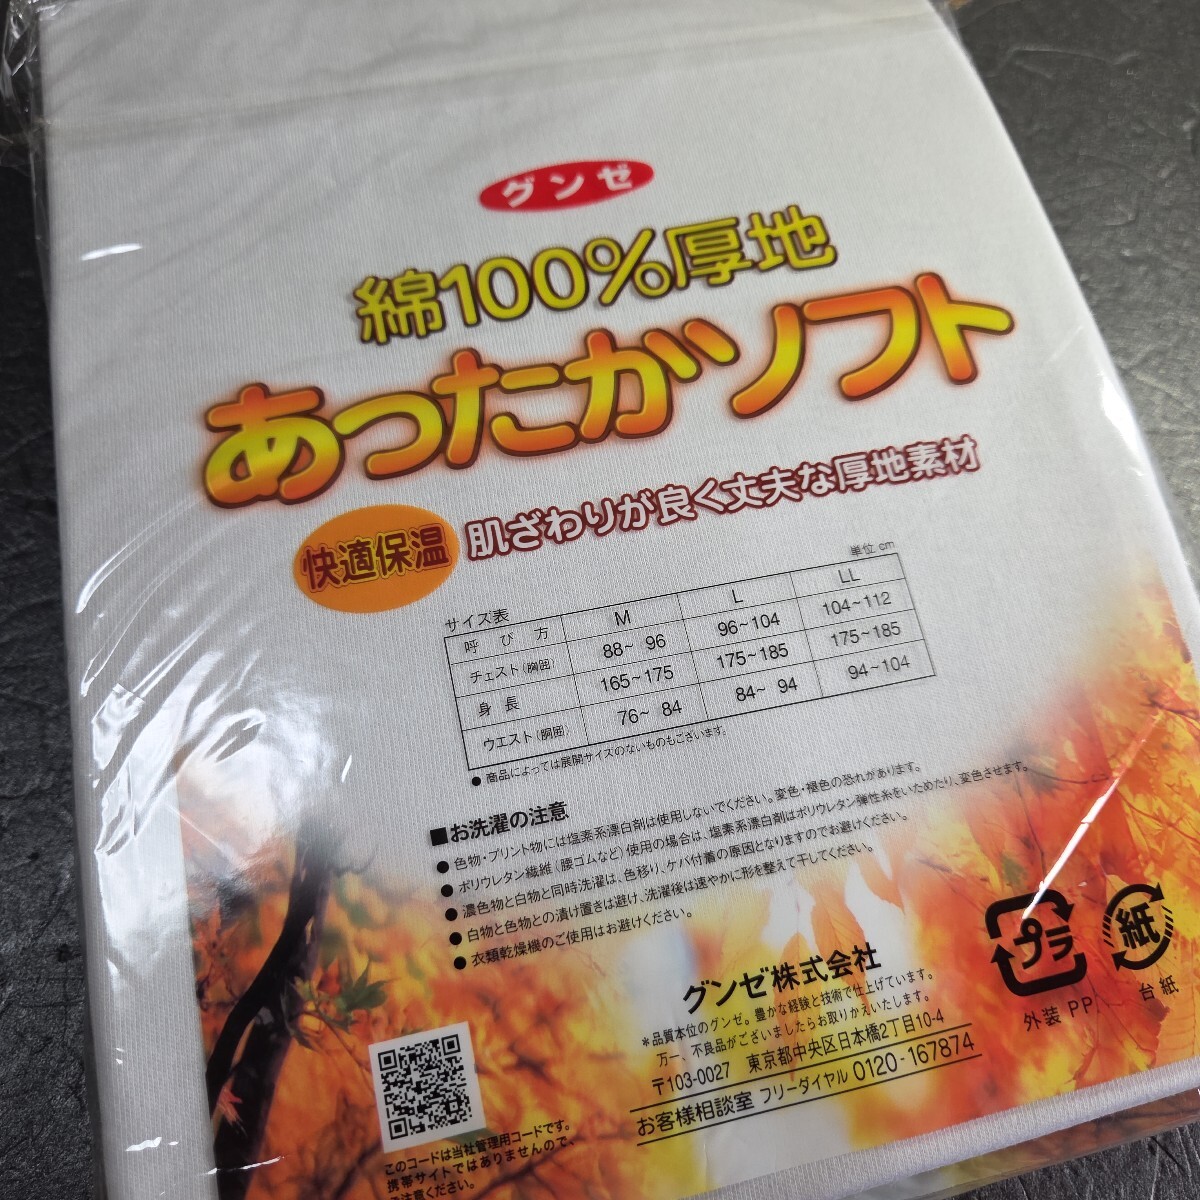 グンゼ
綿100%厚地
あったかソフト
快適保温 肌ざわりが良く丈夫な厚地素材
サイズ表 単位 cm
呼び方 M L LL
チェスト(胸囲) 88~ 96 96~104 104~112
身長 165~175 175~185 175~185
ウエスト(胴囲) 76~ 84 84~ 94 94~104
● 商品によっては展開サイズのないものもございます。
■お洗濯の注意
● 色物・プリント物には塩素系漂白剤は使用しないでください。変色・褪色の恐れがあります。
● ポリウレタン繊維(腰ゴムなど)使用の場合は、塩素系漂白剤はポリウレタン弾性糸をいためたり、変色させます。
● 濃色物と白物と同時洗濯は、色移り、ケバ付着の原因となりますのでお避けください。
● 白物と色物との漬け置きは避け、洗濯後は速やかに形を整えて干してください。
● 衣類乾燥機のご使用はお避けください。
グンゼ株式会社
*品質本位のグンゼ。豊かな経験と技術で仕上げています。
万一、不良品がございましたらお取りかえいたします。
〒103-0027 東京都中央区日本橋2丁目10-4
お客様相談室 フリーダイヤル 0120-167874
プラ
外装 PP
紙
台紙
このコードは当社管理用コードです。
携帯サイトではありませんので、
ご注意ください。